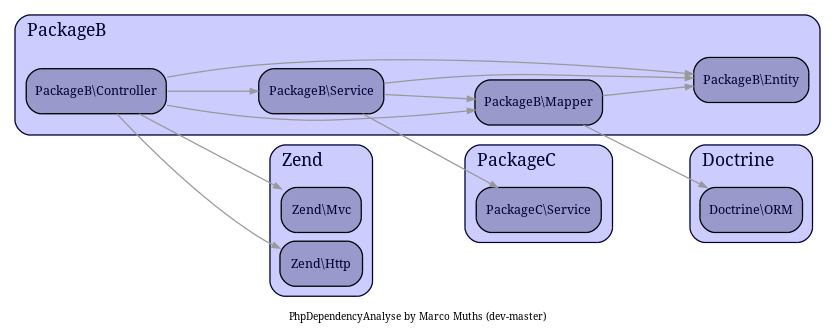 PackageB
PackageB\Controller
PackageB\Service
PackageB\Mapper
PackageB\Entity
Zend
Zend\Mvc
Zend\Http
PackageC
PackageC\Service
Doctrine
Doctrine\ORM
PhpDependencyAnalyse by Marco Muths (dev-master)